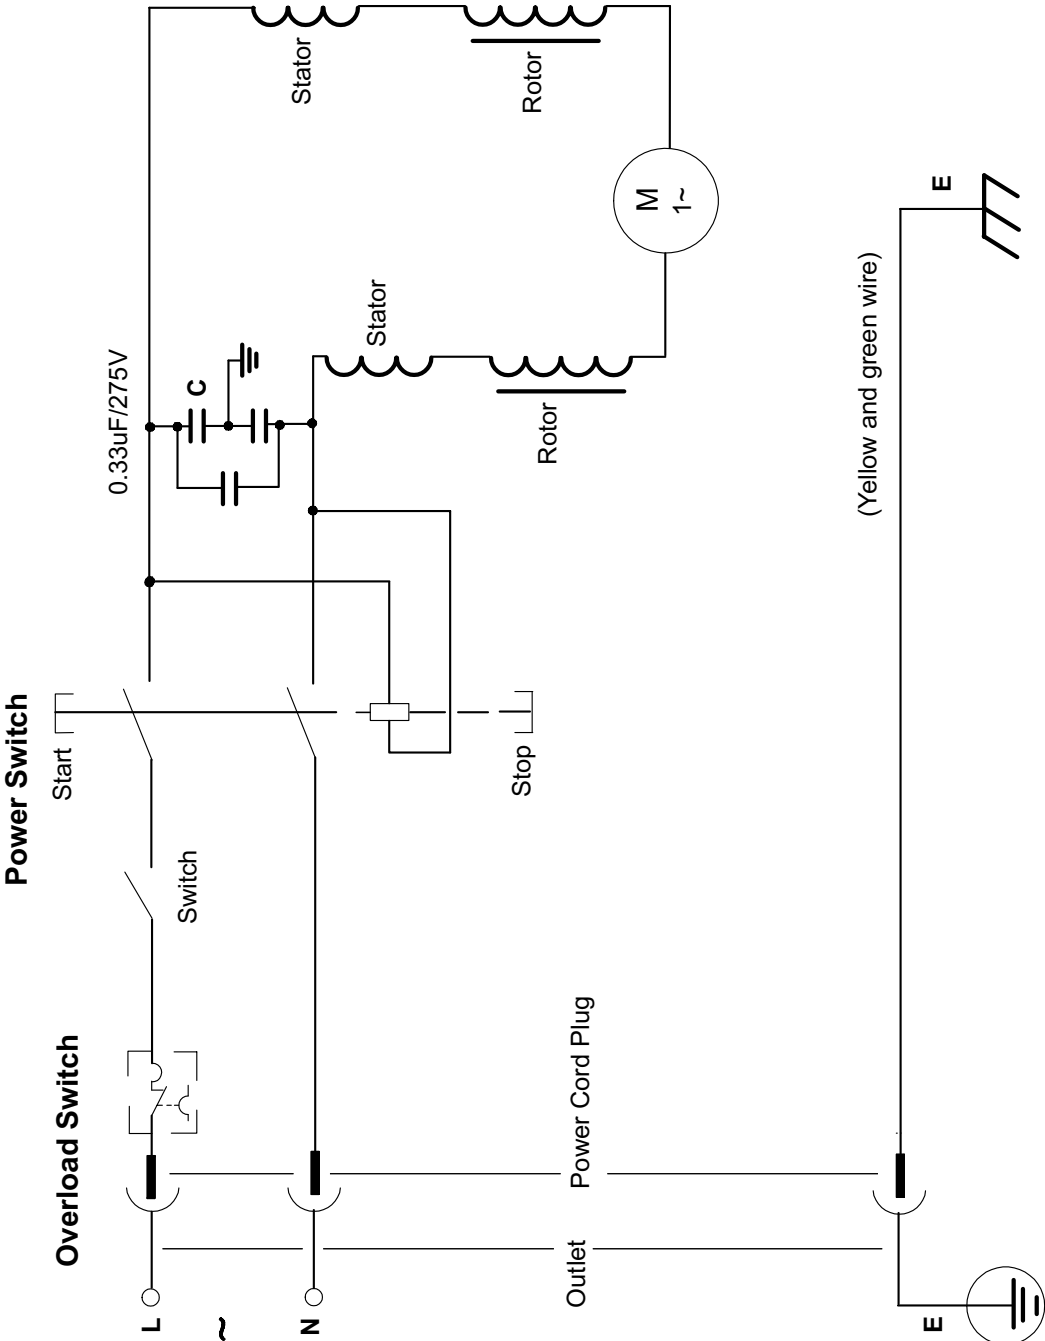 Power Switch
Overload Switch
Start
Stop
Switch
0.33uF/275V
C
Stator
Rotor
Stator
Rotor
M
1~
Power Cord Plug
Outlet
(Yellow and green wire)
L
~
N
E
E